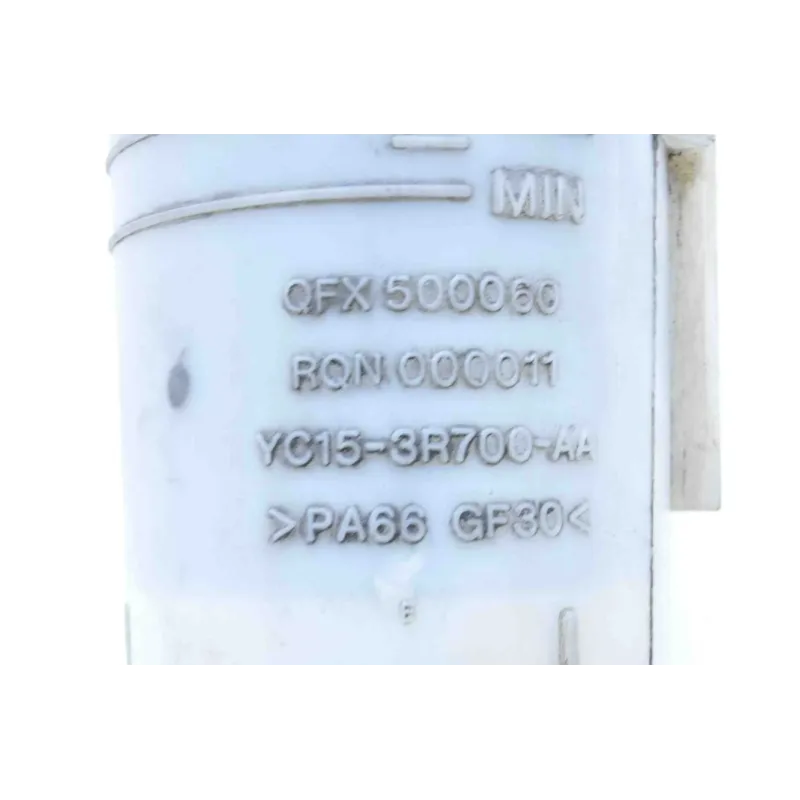 MIN
QFX 500060
RQN 000011
YC15-3R700-AA
>PA66 GF30<